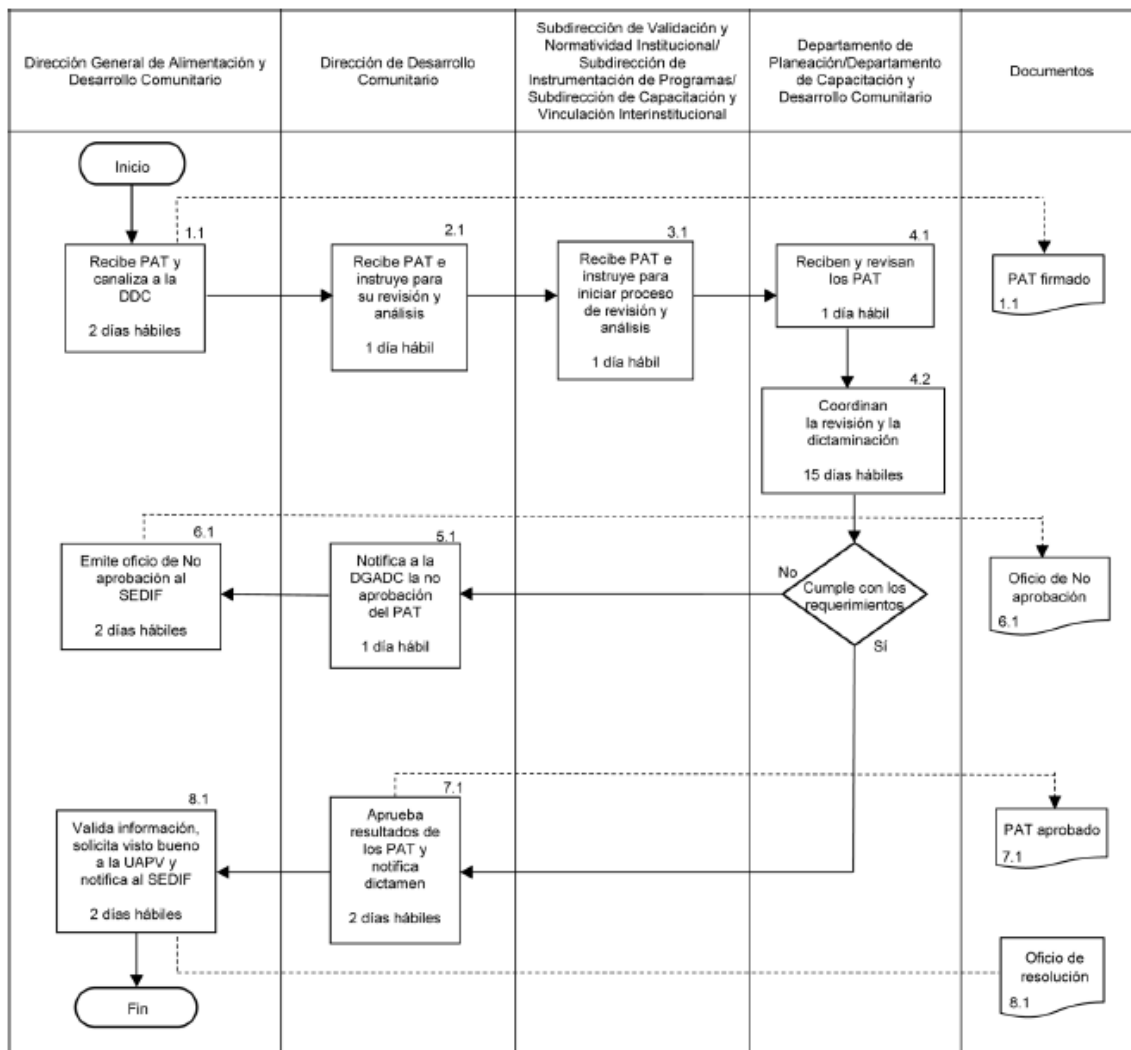 Dirección General de Alimentación y
Desarrollo Comunitario
Dirección de Desarrollo
Comunitario
Subdirección de Validación y
Normatividad Institucional/
Subdirección de
Instrumentación de Programas/
Subdirección de Capacitación y
Vinculación Interinstitucional
Departamento de
Planeación/Departamento
de Capacitación y
Desarrollo Comunitario
Documentos
Inicio
1.1
Recibe PAT y
canaliza a la
DDC
2 días hábiles
2.1
Recibe PAT e
instruye para
su revisión y
análisis
1 día hábil
3.1
Recibe PAT e
instruye para
iniciar proceso
de revisión y
análisis
1 día hábil
4.1
Reciben y revisan
los PAT
1 día hábil
PAT firmado
1.1
4.2
Coordinan
la revisión y la
dictaminación
15 días hábiles
6.1
Emite oficio de No
aprobación al
SEDIF
2 días hábiles
5.1
Notifica a la
DGADC la no
aprobación
del PAT
1 día hábil
No
Cumple con los
requerimientos
Sí
Oficio de No
aprobación
6.1
8.1
Valida información,
solicita visto bueno
a la UAPV y
notifica al SEDIF
2 días hábiles
7.1
Aprueba
resultados de
los PAT y
notifica
dictamen
2 días hábiles
PAT aprobado
7.1
Fin
Oficio de
resolución
8.1